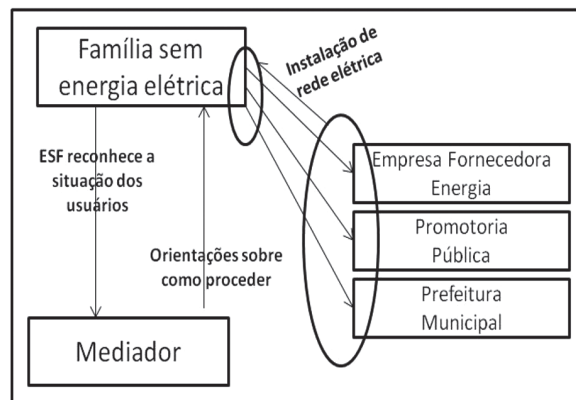 Família sem
energia elétrica
Instalação de
rede elétrica
ESF reconhece a
situação dos
usuários
Empresa Fornecedora
Energia
Promotoria
Pública
Orientações sobre
como proceder
Prefeitura
Municipal
Mediador